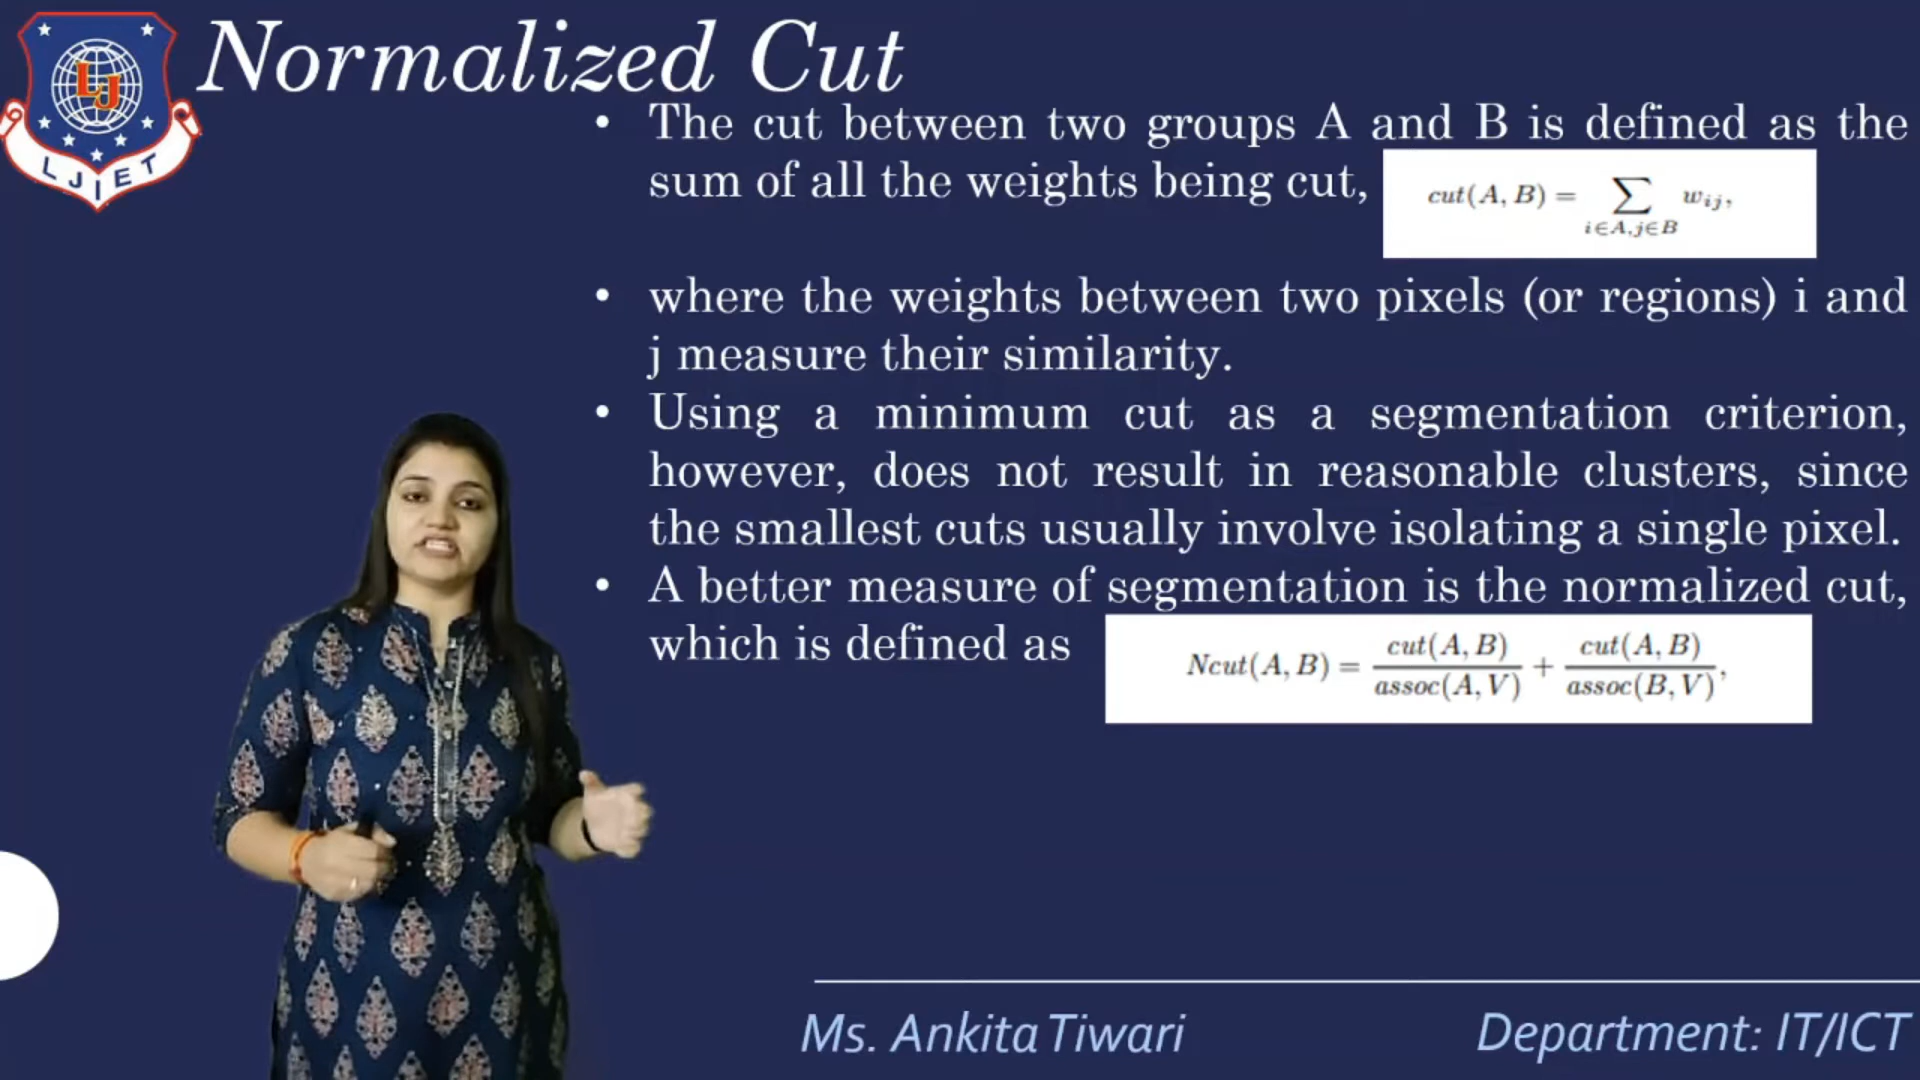 LJ
LJIET
Normalized Cut
• The cut between two groups A and B is defined as the
sum of all the weights being cut,
cut(A, B) = ∑ w_{ij},
i∈A,j∈B
• where the weights between two pixels (or regions) i and
j measure their similarity.
• Using a minimum cut as a segmentation criterion,
however, does not result in reasonable clusters, since
the smallest cuts usually involve isolating a single pixel.
• A better measure of segmentation is the normalized cut,
which is defined as
Ncut(A, B) = cut(A, B)/assoc(A, V) + cut(A, B)/assoc(B, V),
Ms. Ankita Tiwari
Department: IT/ICT